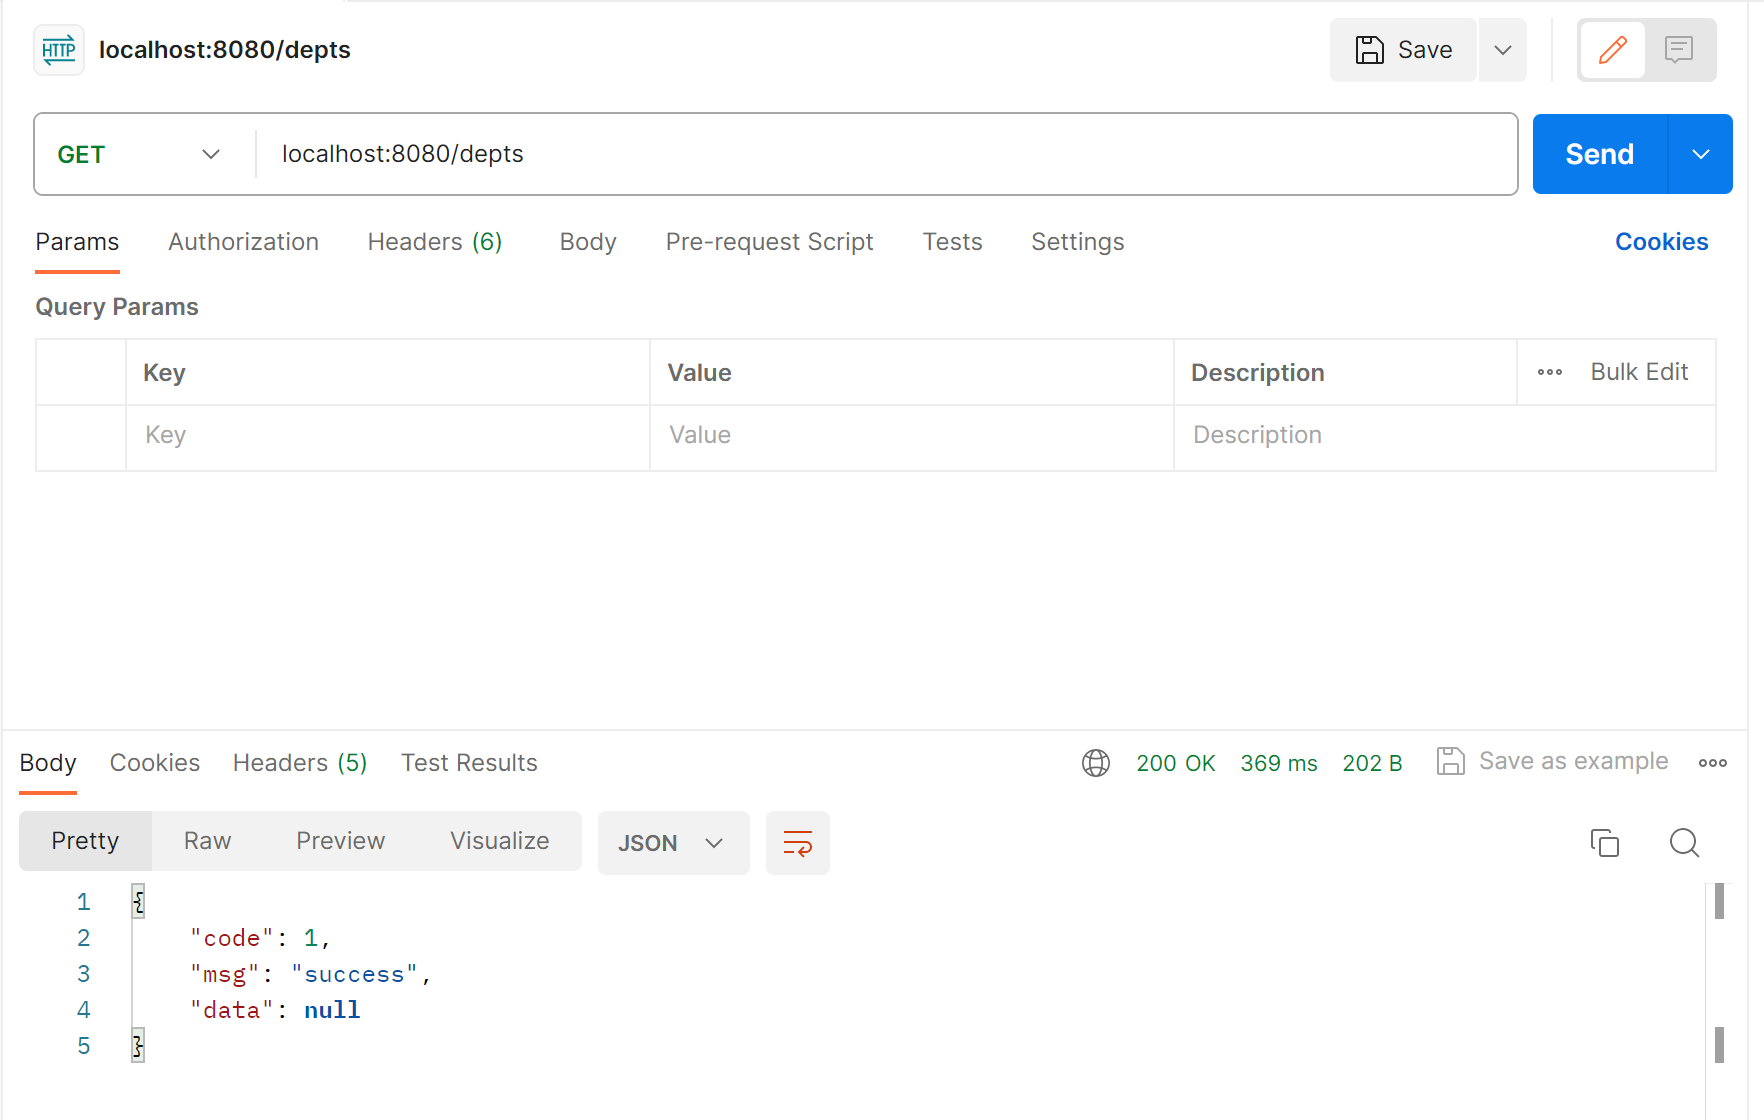 HTTP localhost:8080/depts Save
GET localhost:8080/depts Send
Params Authorization Headers (6) Body Pre-request Script Tests Settings Cookies
Query Params
Key Value Description Bulk Edit
Key Value Description
Body Cookies Headers (5) Test Results 200 OK 369 ms 202 B Save as example
Pretty Raw Preview Visualize JSON
1 {
2 "code": 1,
3 "msg": "success",
4 "data": null
5 }